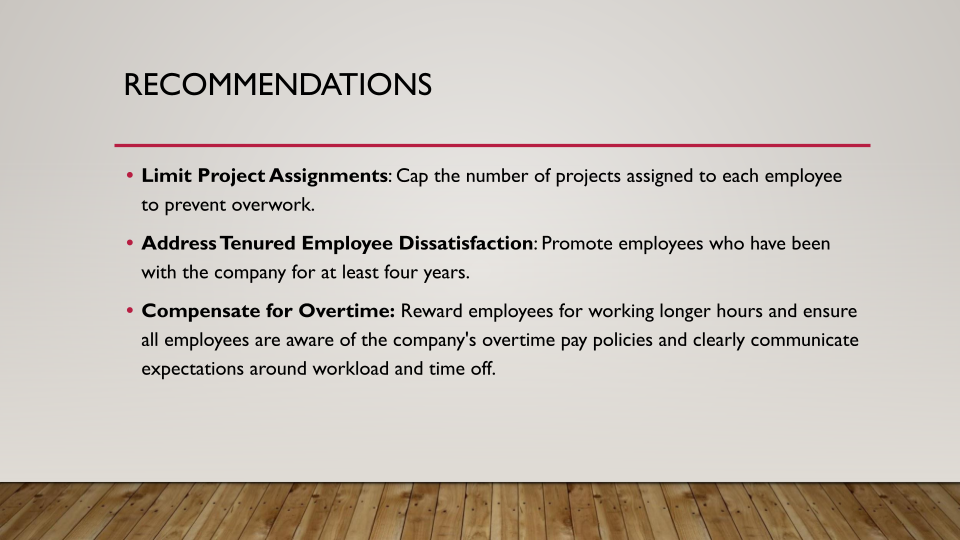 RECOMMENDATIONS
• Limit Project Assignments: Cap the number of projects assigned to each employee
to prevent overwork.
• Address Tenured Employee Dissatisfaction: Promote employees who have been
with the company for at least four years.
• Compensate for Overtime: Reward employees for working longer hours and ensure
all employees are aware of the company's overtime pay policies and clearly communicate
expectations around workload and time off.